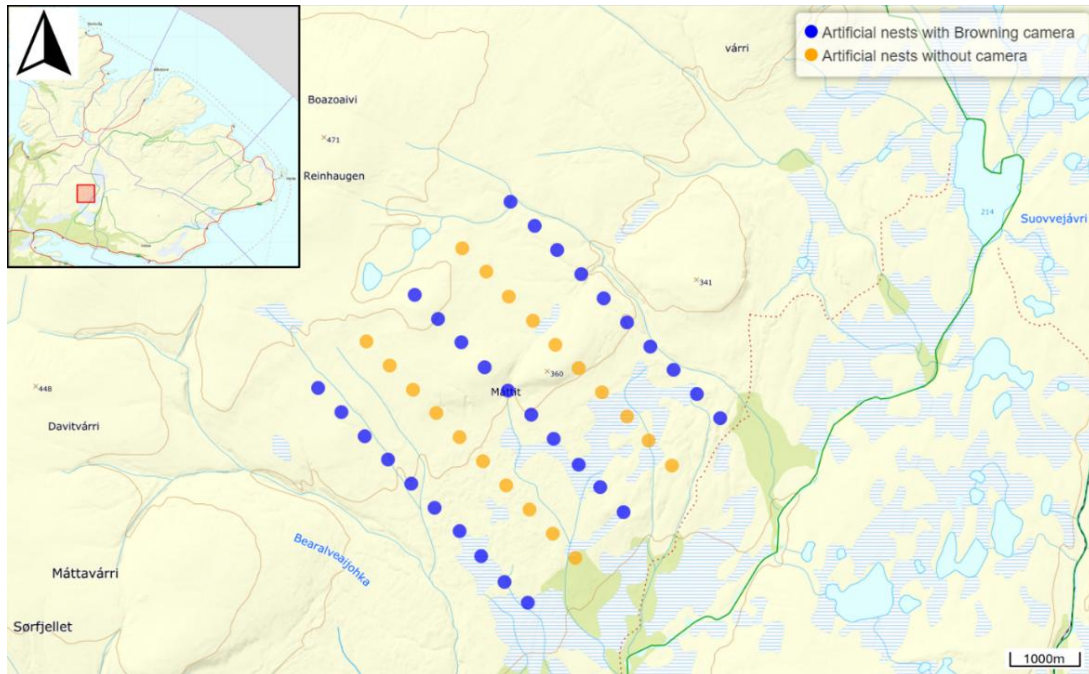 Artificial nests with Browning camera
Artificial nests without camera
várri
Boazoaivi
471
Reinhaugen
214
Suovvejávri
341
360
448
Máttit
Davitvárri
Bearalveaijohka
Máttavárri
Sørfjellet
1000m